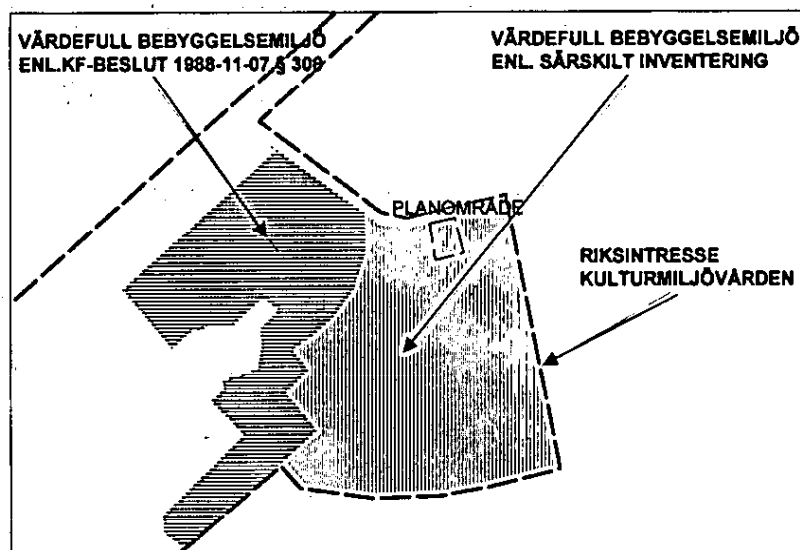 VÄRDEFULL BEBYGGELSEMILJÖ
ENL.KF-BESLUT 1988-11-07,§ 309
VÄRDEFULL BEBYGGELSEMILJÖ
ENL. SÄRSKILT INVENTERING
PLANOMRÅDE
RIKSINTRESSE
KULTURMILJÖVÅRDEN